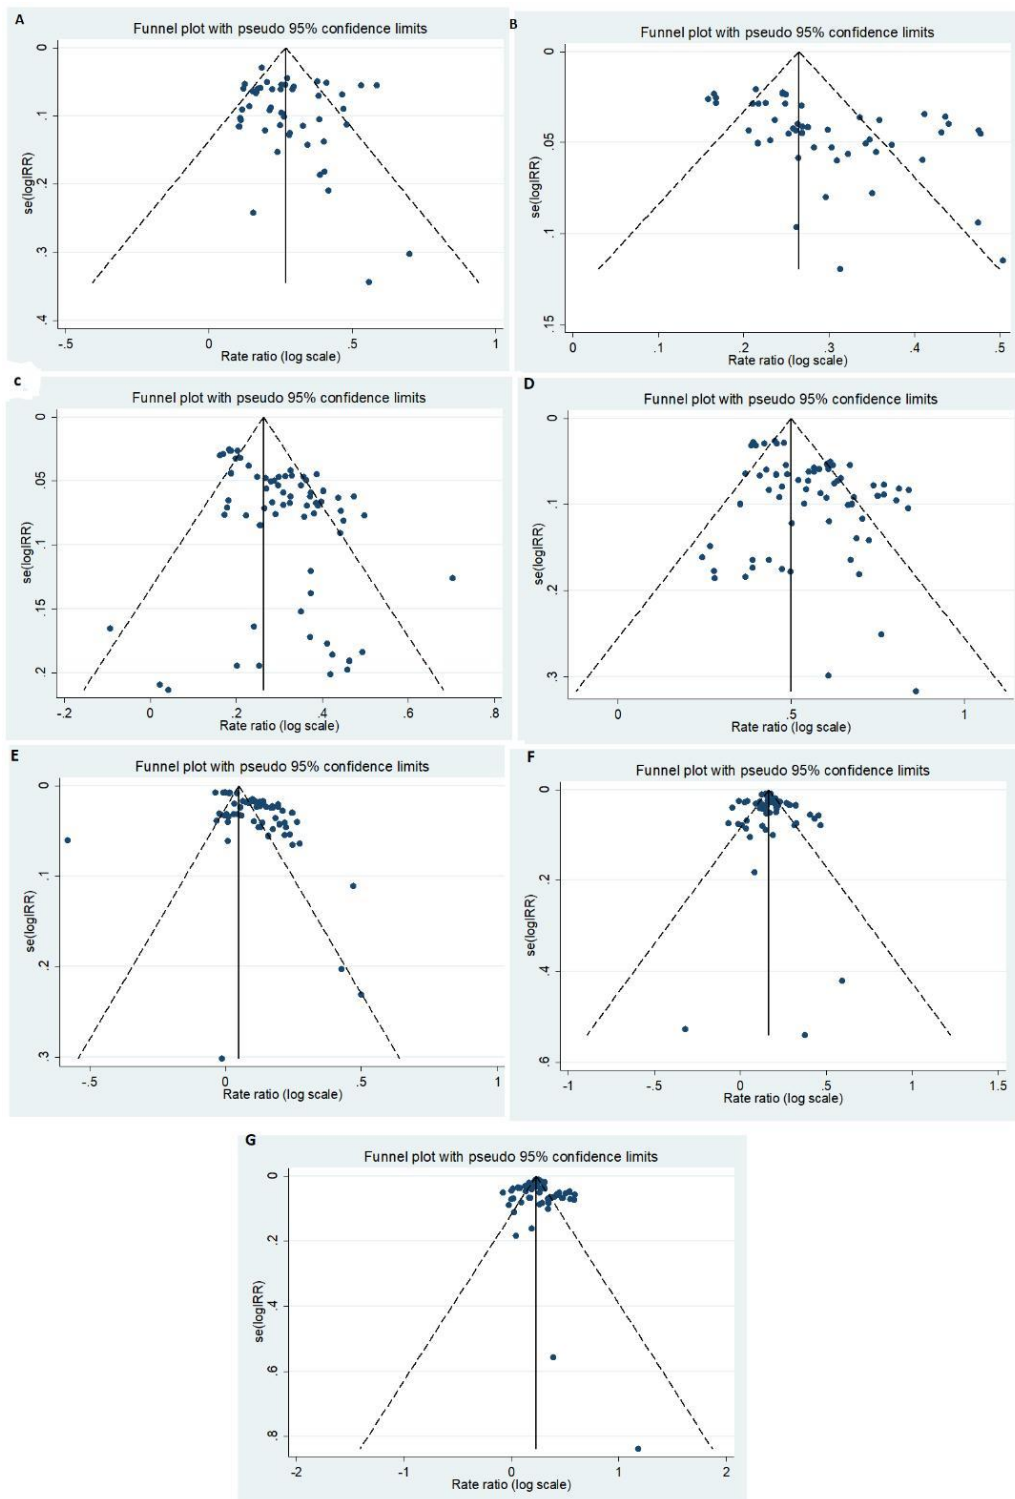 A
Funnel plot with pseudo 95% confidence limits
se(logIRR)
0
.1
.2
.3
.4
-.5
0
.5
1
Rate ratio (log scale)
B
Funnel plot with pseudo 95% confidence limits
se(logIRR)
0
.05
.1
.15
0
.1
.2
.3
.4
.5
Rate ratio (log scale)
c
Funnel plot with pseudo 95% confidence limits
se(logIRR)
0
.05
.1
.15
.2
-.2
0
.2
.4
.6
.8
Rate ratio (log scale)
D
Funnel plot with pseudo 95% confidence limits
se(logIRR)
0
.1
.2
.3
0
.5
1
Rate ratio (log scale)
E
Funnel plot with pseudo 95% confidence limits
se(logIRR)
0
.1
.2
.3
-.5
0
.5
1
Rate ratio (log scale)
F
Funnel plot with pseudo 95% confidence limits
se(logIRR)
0
.2
.4
.6
-1
-.5
0
.5
1
1.5
Rate ratio (log scale)
G
Funnel plot with pseudo 95% confidence limits
se(logIRR)
0
.2
.4
.6
.8
-2
-1
0
1
2
Rate ratio (log scale)